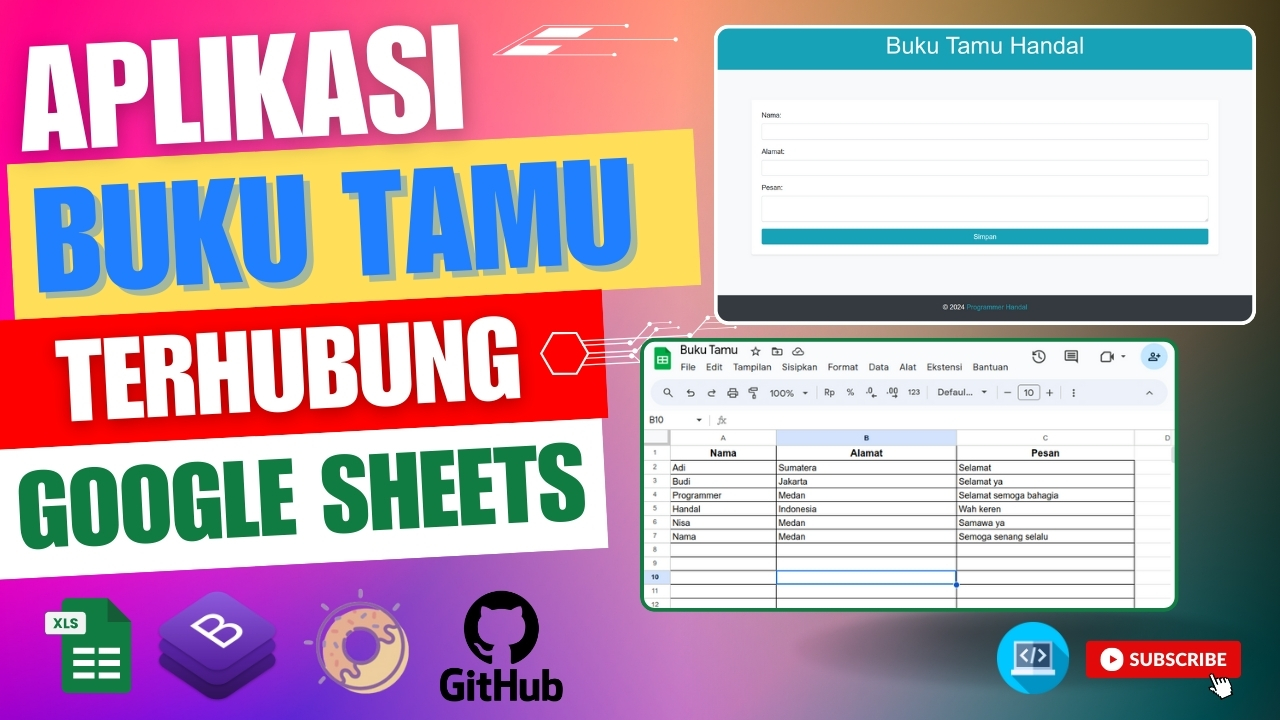 APLIKASI
BUKU TAMU
TERHUBUNG
GOOGLE SHEETS
XLS
B
GitHub
Buku Tamu Handal
Nama:
Alamat:
Pesan:
Simpan
© 2024 Programmer Handal
Buku Tamu
File Edit Tampilan Sisipkan Format Data Alat Ekstensi Bantuan
100% Rp % .0 .00 123 Defaul... − 10 +
B10 fx
A B C D
1 Nama Alamat Pesan
2 Adi Sumatera Selamat
3 Budi Jakarta Selamat ya
4 Programmer Medan Selamat semoga bahagia
5 Handal Indonesia Wah keren
6 Nisa Medan Samawa ya
7 Nama Medan Semoga senang selalu
8
9
10
11
12
</>
SUBSCRIBE